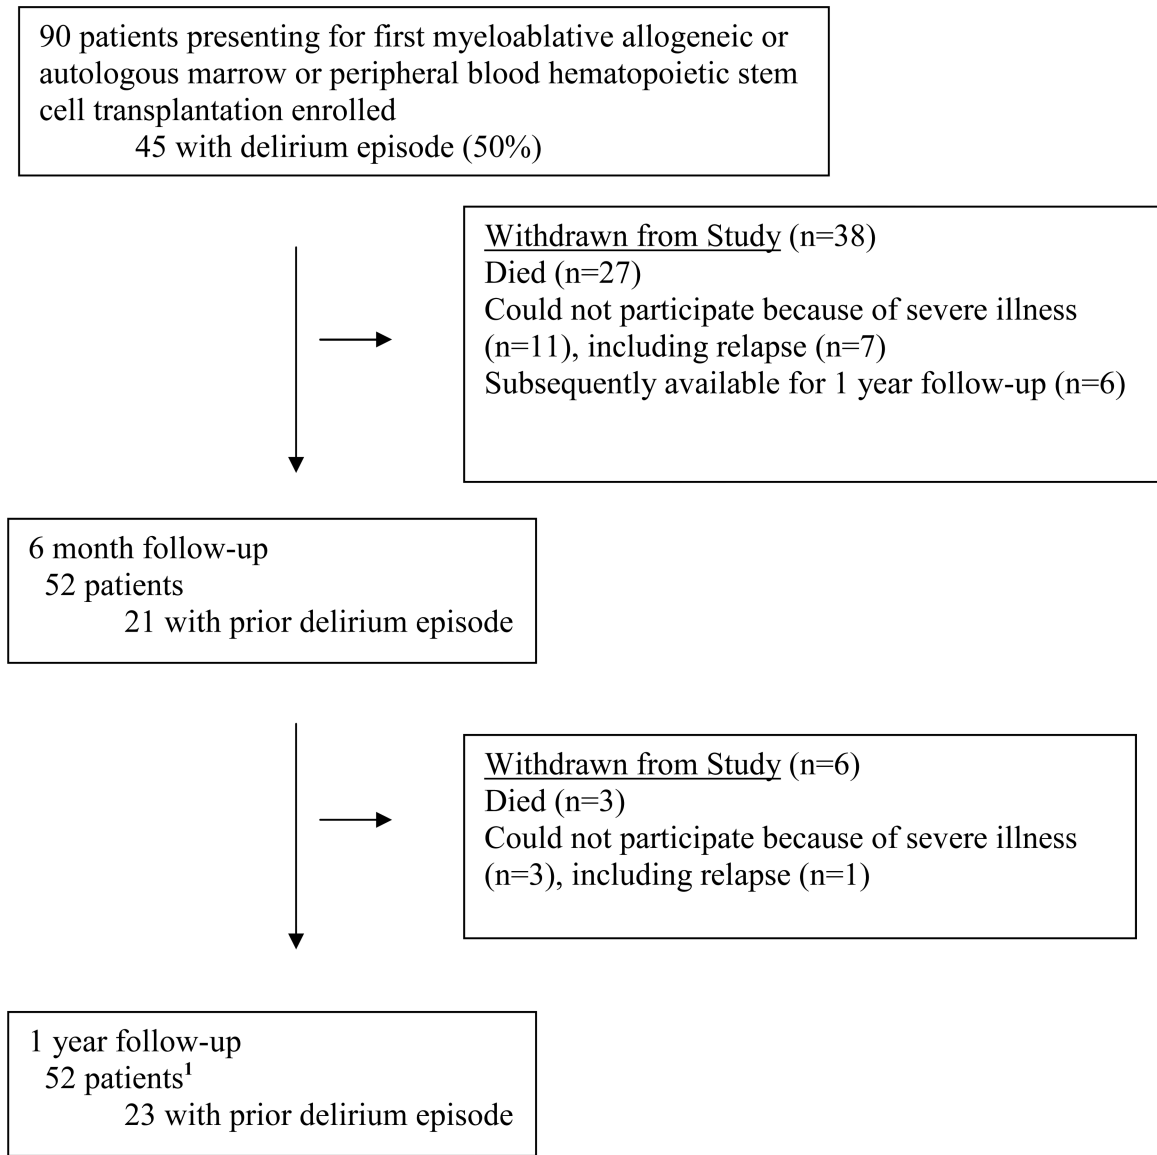 90 patients presenting for first myeloablative allogeneic or
autologous marrow or peripheral blood hematopoietic stem
cell transplantation enrolled
45 with delirium episode (50%)
Withdrawn from Study (n=38)
Died (n=27)
Could not participate because of severe illness
(n=11), including relapse (n=7)
Subsequently available for 1 year follow-up (n=6)
6 month follow-up
52 patients
21 with prior delirium episode
Withdrawn from Study (n=6)
Died (n=3)
Could not participate because of severe illness
(n=3), including relapse (n=1)
1 year follow-up
52 patients¹
23 with prior delirium episode